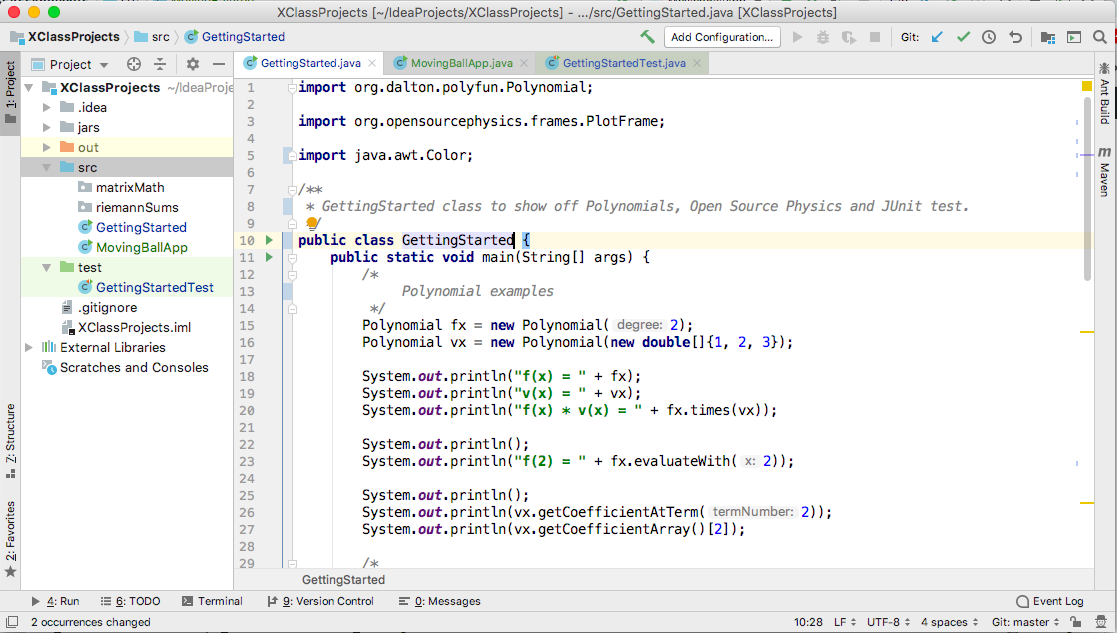 XClassProjects [~/IdeaProjects/XClassProjects] - .../src/GettingStarted.java [XClassProjects]
XClassProjects src GettingStarted Add Configuration... Git:
1: Project
Z: Structure
2: Favorites
Project
XClassProjects ~/IdeaProje
.idea
jars
out
src
matrixMath
riemannSums
GettingStarted
MovingBallApp
test
GettingStartedTest
.gitignore
XClassProjects.iml
External Libraries
Scratches and Consoles
GettingStarted.java MovingBallApp.java GettingStartedTest.java
1 import org.dalton.polyfun.Polynomial;
2
3 import org.opensourcephysics.frames.PlotFrame;
4
5 import java.awt.Color;
6
7 /**
8 * GettingStarted class to show off Polynomials, Open Source Physics and JUnit test.
9 */
10 public class GettingStarted {
11 public static void main(String[] args) {
12 /*
13 Polynomial examples
14 */
15 Polynomial fx = new Polynomial( degree: 2);
16 Polynomial vx = new Polynomial(new double[]{1, 2, 3});
17
18 System.out.println("f(x) = " + fx);
19 System.out.println("v(x) = " + vx);
20 System.out.println("f(x) * v(x) = " + fx.times(vx));
21
22 System.out.println();
23 System.out.println("f(2) = " + fx.evaluateWith( x: 2));
24
25 System.out.println();
26 System.out.println(vx.getCoefficientAtTerm( termNumber: 2));
27 System.out.println(vx.getCoefficientArray()[2]);
28
29 /*
GettingStarted
Ant Build
m Maven
4: Run 6: TODO Terminal 9: Version Control 0: Messages Event Log
2 occurrences changed 10:28 LF UTF-8 4 spaces Git: master